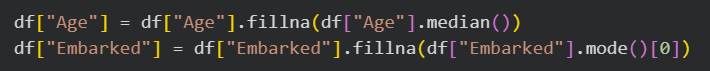 df["Age"] = df["Age"].fillna(df["Age"].median())
df["Embarked"] = df["Embarked"].fillna(df["Embarked"].mode()[0])